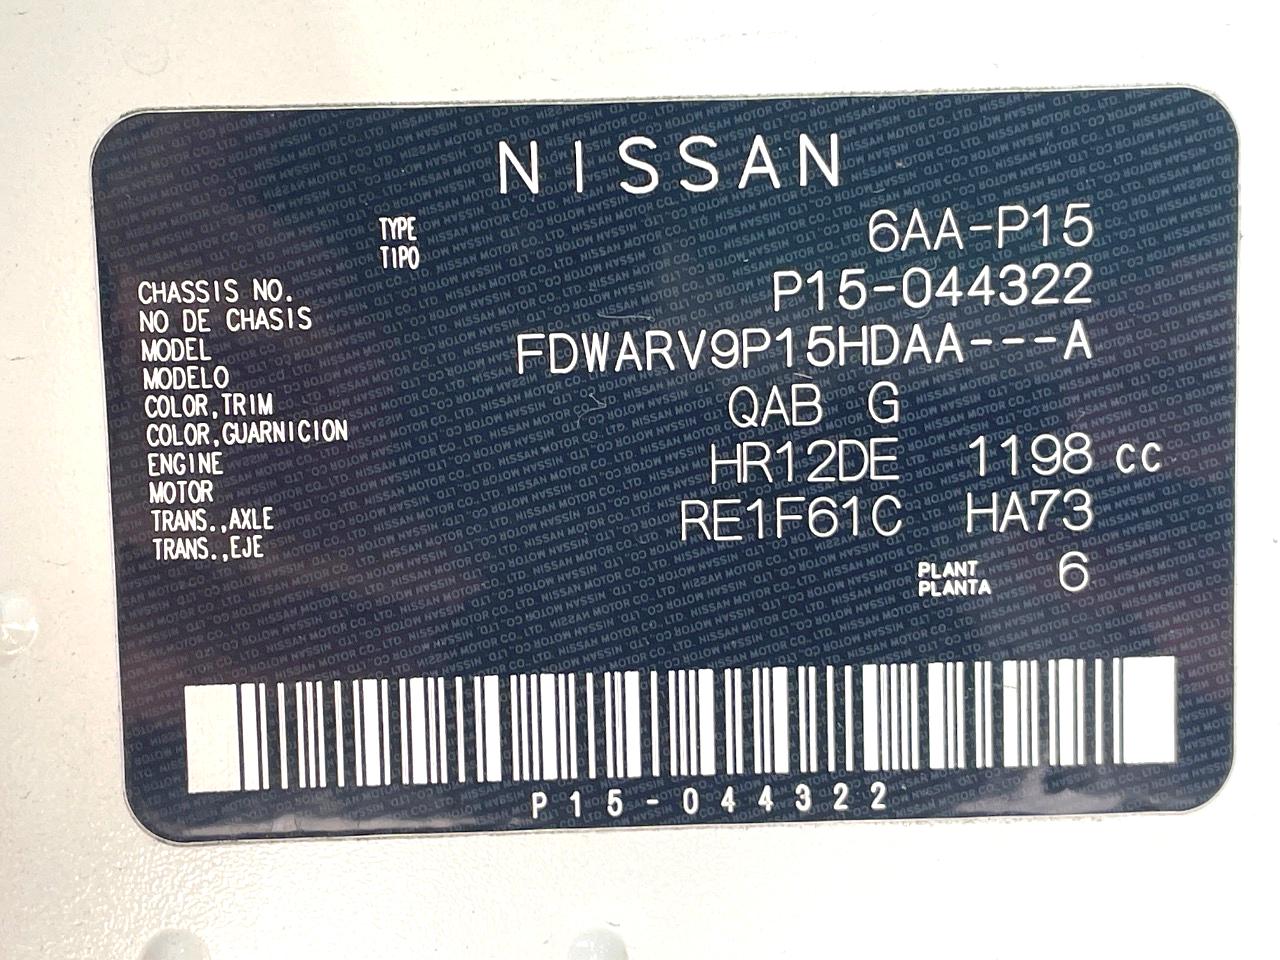 NISSAN
TYPE
TIPO
6AA-P15
CHASSIS NO.
NO DE CHASIS
P15-044322
MODEL
MODELO
FDWARV9P15HDAA---A
COLOR,TRIM
COLOR,GUARNICION
QAB G
ENGINE
MOTOR
HR12DE 1198 cc
TRANS.,AXLE
TRANS.,EJE
RE1F61C HA73
PLANT
PLANTA
6
P15-044322